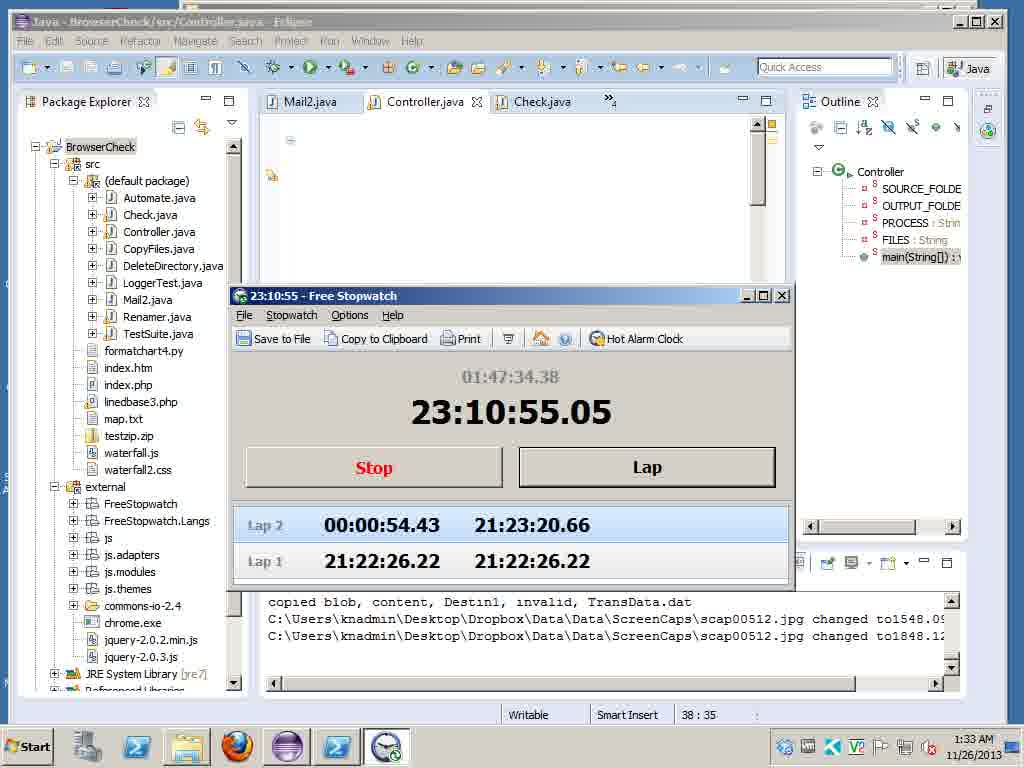 Java - BrowserCheck/src/Controller.java - Eclipse
File Edit Source Refactor Navigate Search Project Run Window Help
Quick Access
Java
Package Explorer
Mail2.java Controller.java Check.java »4
Outline
BrowserCheck
src
(default package)
Automate.java
Check.java
Controller.java
CopyFiles.java
DeleteDirectory.java
LoggerTest.java
Mail2.java
Renamer.java
TestSuite.java
formatchart4.py
index.htm
index.php
linedbase3.php
map.txt
testzip.zip
waterfall.js
waterfall2.css
external
FreeStopwatch
FreeStopwatch.Langs
js
js.adapters
js.modules
js.themes
commons-io-2.4
chrome.exe
jquery-2.0.2.min.js
jquery-2.0.3.js
JRE System Library [jre7]
Referenced Libraries
Controller
SOURCE_FOLDE
OUTPUT_FOLDE
PROCESS : Strin
FILES : String
main(String[]) : v
23:10:55 - Free Stopwatch
File Stopwatch Options Help
Save to File Copy to Clipboard Print Hot Alarm Clock
01:47:34.38
23:10:55.05
Stop Lap
Lap 2 00:00:54.43 21:23:20.66
Lap 1 21:22:26.22 21:22:26.22
copied blob, content, Destin1, invalid, TransData.dat
C:\Users\knadmin\Desktop\Dropbox\Data\Data\ScreenCaps\scap00512.jpg changed to1548.09
C:\Users\knadmin\Desktop\Dropbox\Data\Data\ScreenCaps\scap00512.jpg changed to1848.12
Writable Smart Insert 38 : 35
Start
1:33 AM
11/26/2013